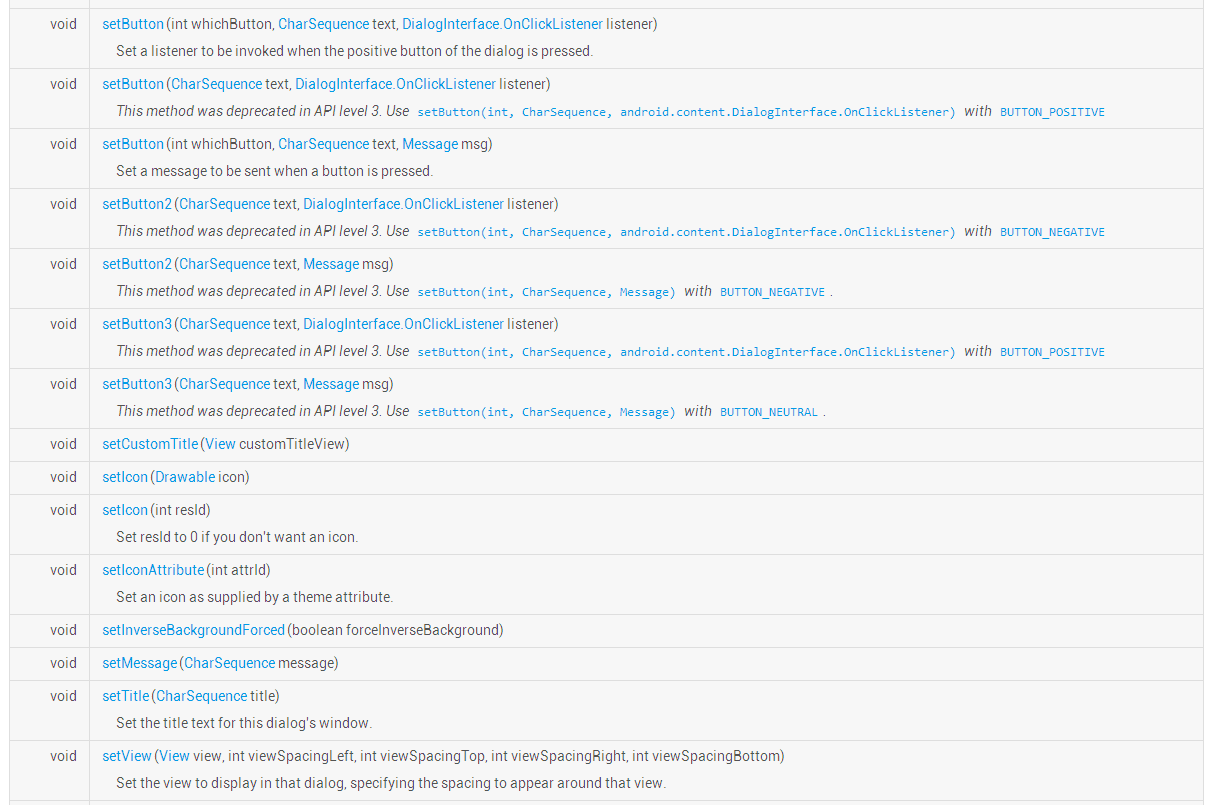 void setButton(int whichButton, CharSequence text, DialogInterface.OnClickListener listener)
Set a listener to be invoked when the positive button of the dialog is pressed.
void setButton(CharSequence text, DialogInterface.OnClickListener listener)
This method was deprecated in API level 3. Use setButton(int, CharSequence, android.content.DialogInterface.OnClickListener) with BUTTON_POSITIVE
void setButton(int whichButton, CharSequence text, Message msg)
Set a message to be sent when a button is pressed.
void setButton2(CharSequence text, DialogInterface.OnClickListener listener)
This method was deprecated in API level 3. Use setButton(int, CharSequence, android.content.DialogInterface.OnClickListener) with BUTTON_NEGATIVE
void setButton2(CharSequence text, Message msg)
This method was deprecated in API level 3. Use setButton(int, CharSequence, Message) with BUTTON_NEGATIVE .
void setButton3(CharSequence text, DialogInterface.OnClickListener listener)
This method was deprecated in API level 3. Use setButton(int, CharSequence, android.content.DialogInterface.OnClickListener) with BUTTON_POSITIVE
void setButton3(CharSequence text, Message msg)
This method was deprecated in API level 3. Use setButton(int, CharSequence, Message) with BUTTON_NEUTRAL .
void setCustomTitle(View customTitleView)
void setIcon(Drawable icon)
void setIcon(int resId)
Set resId to 0 if you don't want an icon.
void setIconAttribute(int attrId)
Set an icon as supplied by a theme attribute.
void setInverseBackgroundForced(boolean forceInverseBackground)
void setMessage(CharSequence message)
void setTitle(CharSequence title)
Set the title text for this dialog's window.
void setView(View view, int viewSpacingLeft, int viewSpacingTop, int viewSpacingRight, int viewSpacingBottom)
Set the view to display in that dialog, specifying the spacing to appear around that view.